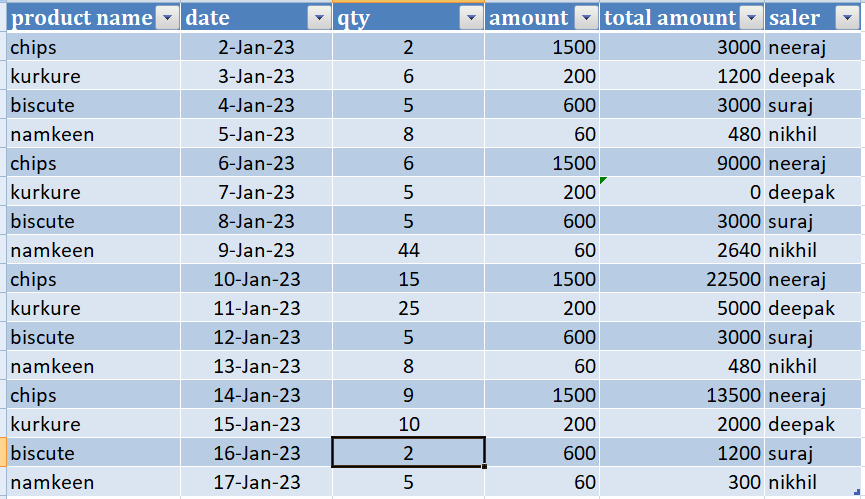 product name date qty amount total amount saler
chips 2-Jan-23 2 1500 3000 neeraj
kurkure 3-Jan-23 6 200 1200 deepak
biscute 4-Jan-23 5 600 3000 suraj
namkeen 5-Jan-23 8 60 480 nikhil
chips 6-Jan-23 6 1500 9000 neeraj
kurkure 7-Jan-23 5 200 0 deepak
biscute 8-Jan-23 5 600 3000 suraj
namkeen 9-Jan-23 44 60 2640 nikhil
chips 10-Jan-23 15 1500 22500 neeraj
kurkure 11-Jan-23 25 200 5000 deepak
biscute 12-Jan-23 5 600 3000 suraj
namkeen 13-Jan-23 8 60 480 nikhil
chips 14-Jan-23 9 1500 13500 neeraj
kurkure 15-Jan-23 10 200 2000 deepak
biscute 16-Jan-23 2 600 1200 suraj
namkeen 17-Jan-23 5 60 300 nikhil